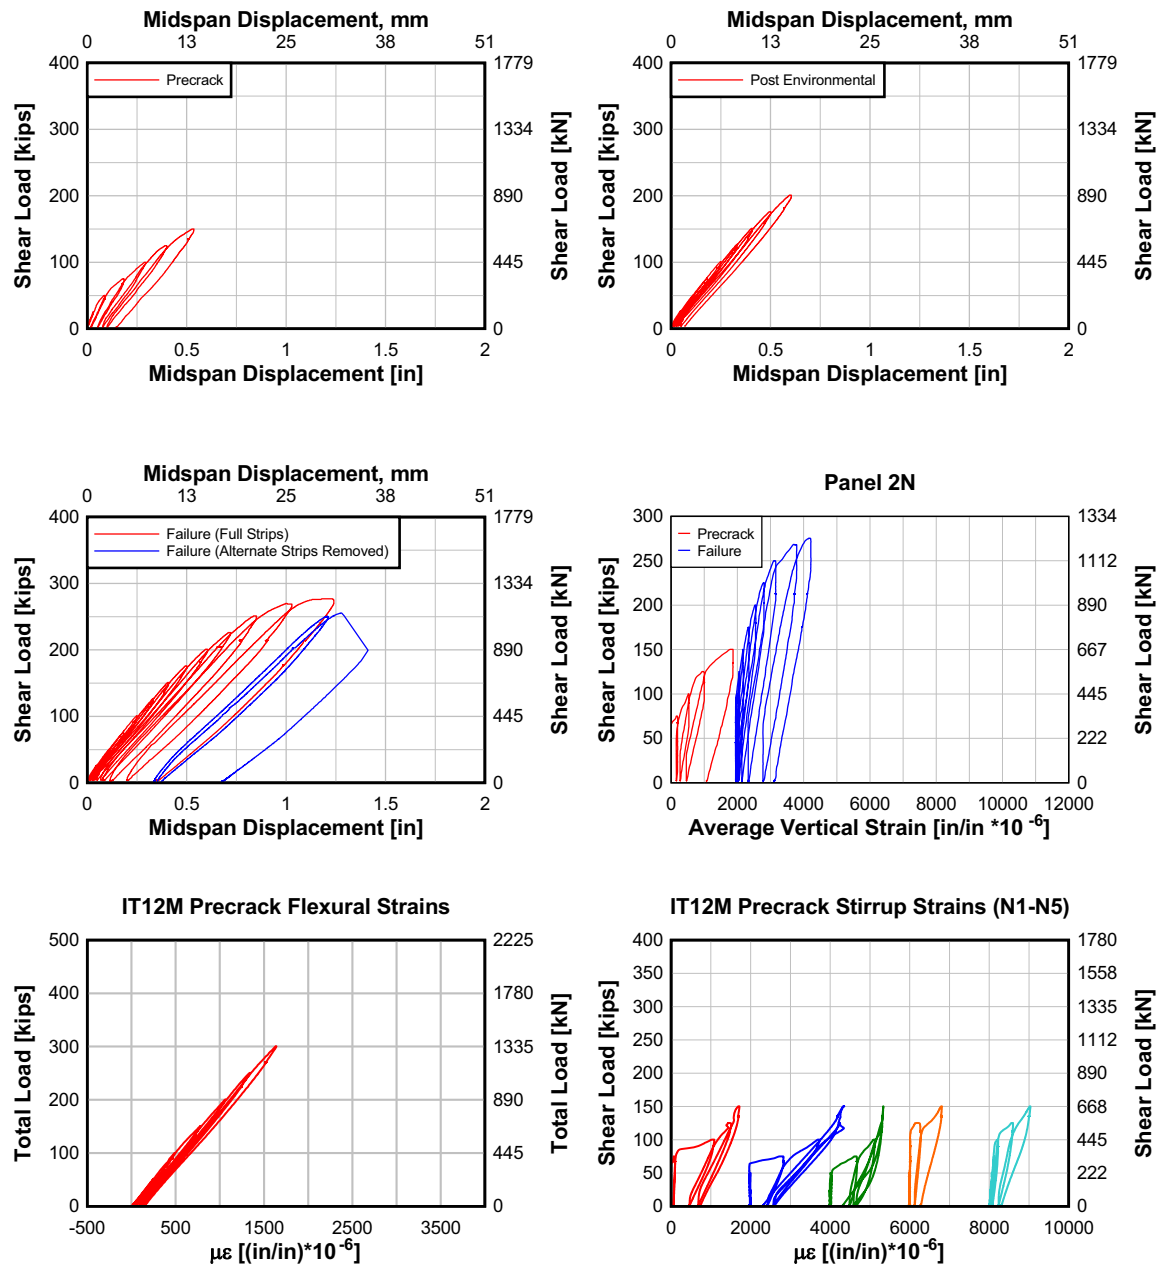 Midspan Displacement, mm
0 13 25 38 51
400 1779
Precrack
300 1334
200 890
100 445
0 0
Shear Load [kips]
Shear Load [kN]
0 0.5 1 1.5 2
Midspan Displacement [in]
Midspan Displacement, mm
0 13 25 38 51
400 1779
Post Environmental
300 1334
200 890
100 445
0 0
Shear Load [kips]
Shear Load [kN]
0 0.5 1 1.5 2
Midspan Displacement [in]
Midspan Displacement, mm
0 13 25 38 51
400 1779
Failure (Full Strips)
Failure (Alternate Strips Removed)
300 1334
200 890
100 445
0 0
Shear Load [kips]
Shear Load [kN]
0 0.5 1 1.5 2
Midspan Displacement [in]
Panel 2N
300 1334
Precrack
Failure
250 1112
200 890
150 667
100 445
50 222
0 0
Shear Load [kips]
Shear Load [kN]
0 2000 4000 6000 8000 10000 12000
Average Vertical Strain [in/in *10 -6]
IT12M Precrack Flexural Strains
500 2225
400 1780
300 1335
200 890
100 445
0 0
Total Load [kips]
Total Load [kN]
-500 500 1500 2500 3500
με [(in/in)*10 -6]
IT12M Precrack Stirrup Strains (N1-N5)
400 1780
350 1558
300 1335
250 1112
200 890
150 668
100 445
50 222
0 0
Shear Load [kips]
Shear Load [kN]
0 2000 4000 6000 8000 10000
με [(in/in)*10 -6]